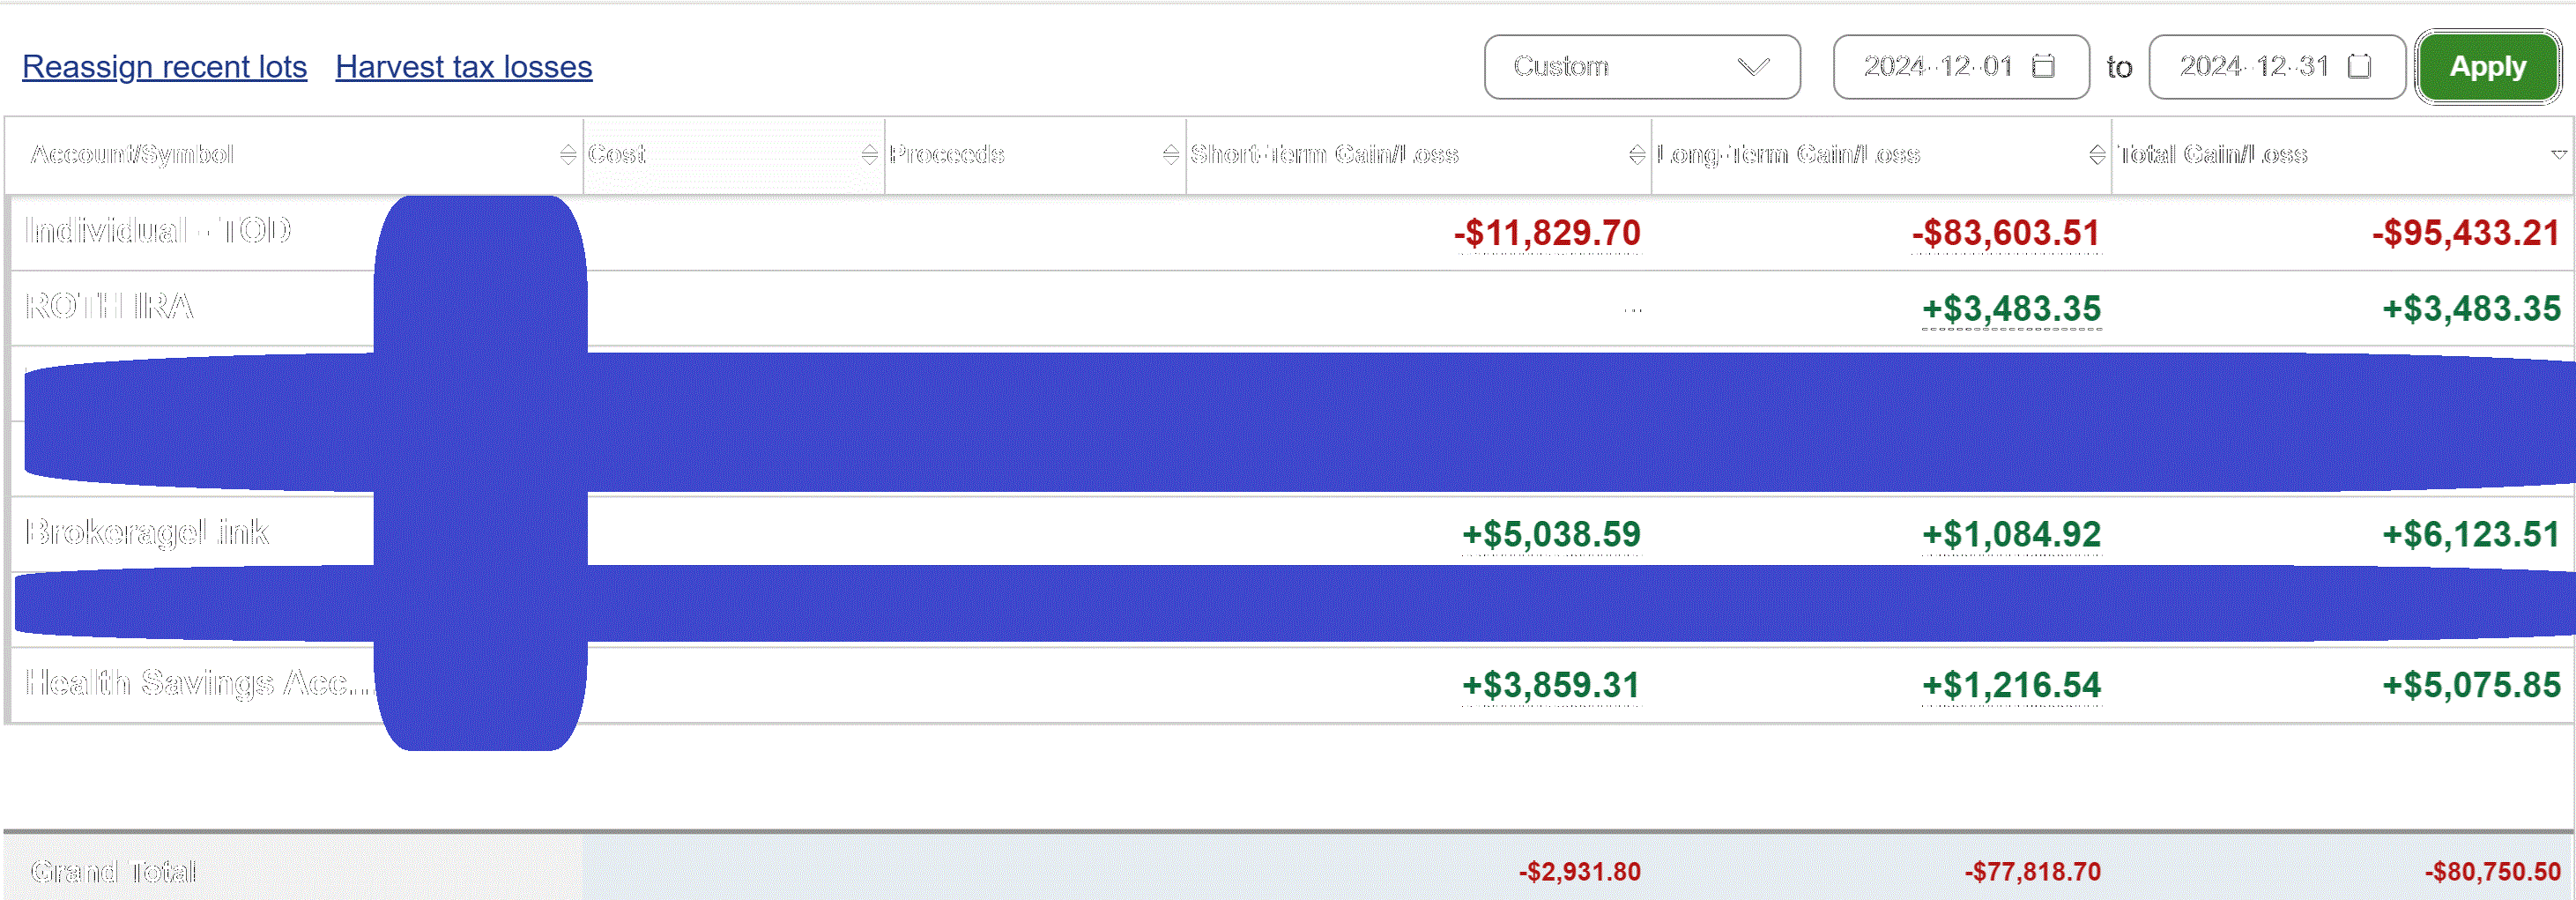 Reassign recent lots Harvest tax losses Custom 2024-12-01 to 2024-12-31 Apply
Account/Symbol Cost Proceeds Short-Term Gain/Loss Long-Term Gain/Loss Total Gain/Loss
Individual - TOD -$11,829.70 -$83,603.51 -$95,433.21
ROTH IRA -- +$3,483.35 +$3,483.35
BrokerageLink +$5,038.59 +$1,084.92 +$6,123.51
Health Savings Acc... +$3,859.31 +$1,216.54 +$5,075.85
Grand Total -$2,931.80 -$77,818.70 -$80,750.50